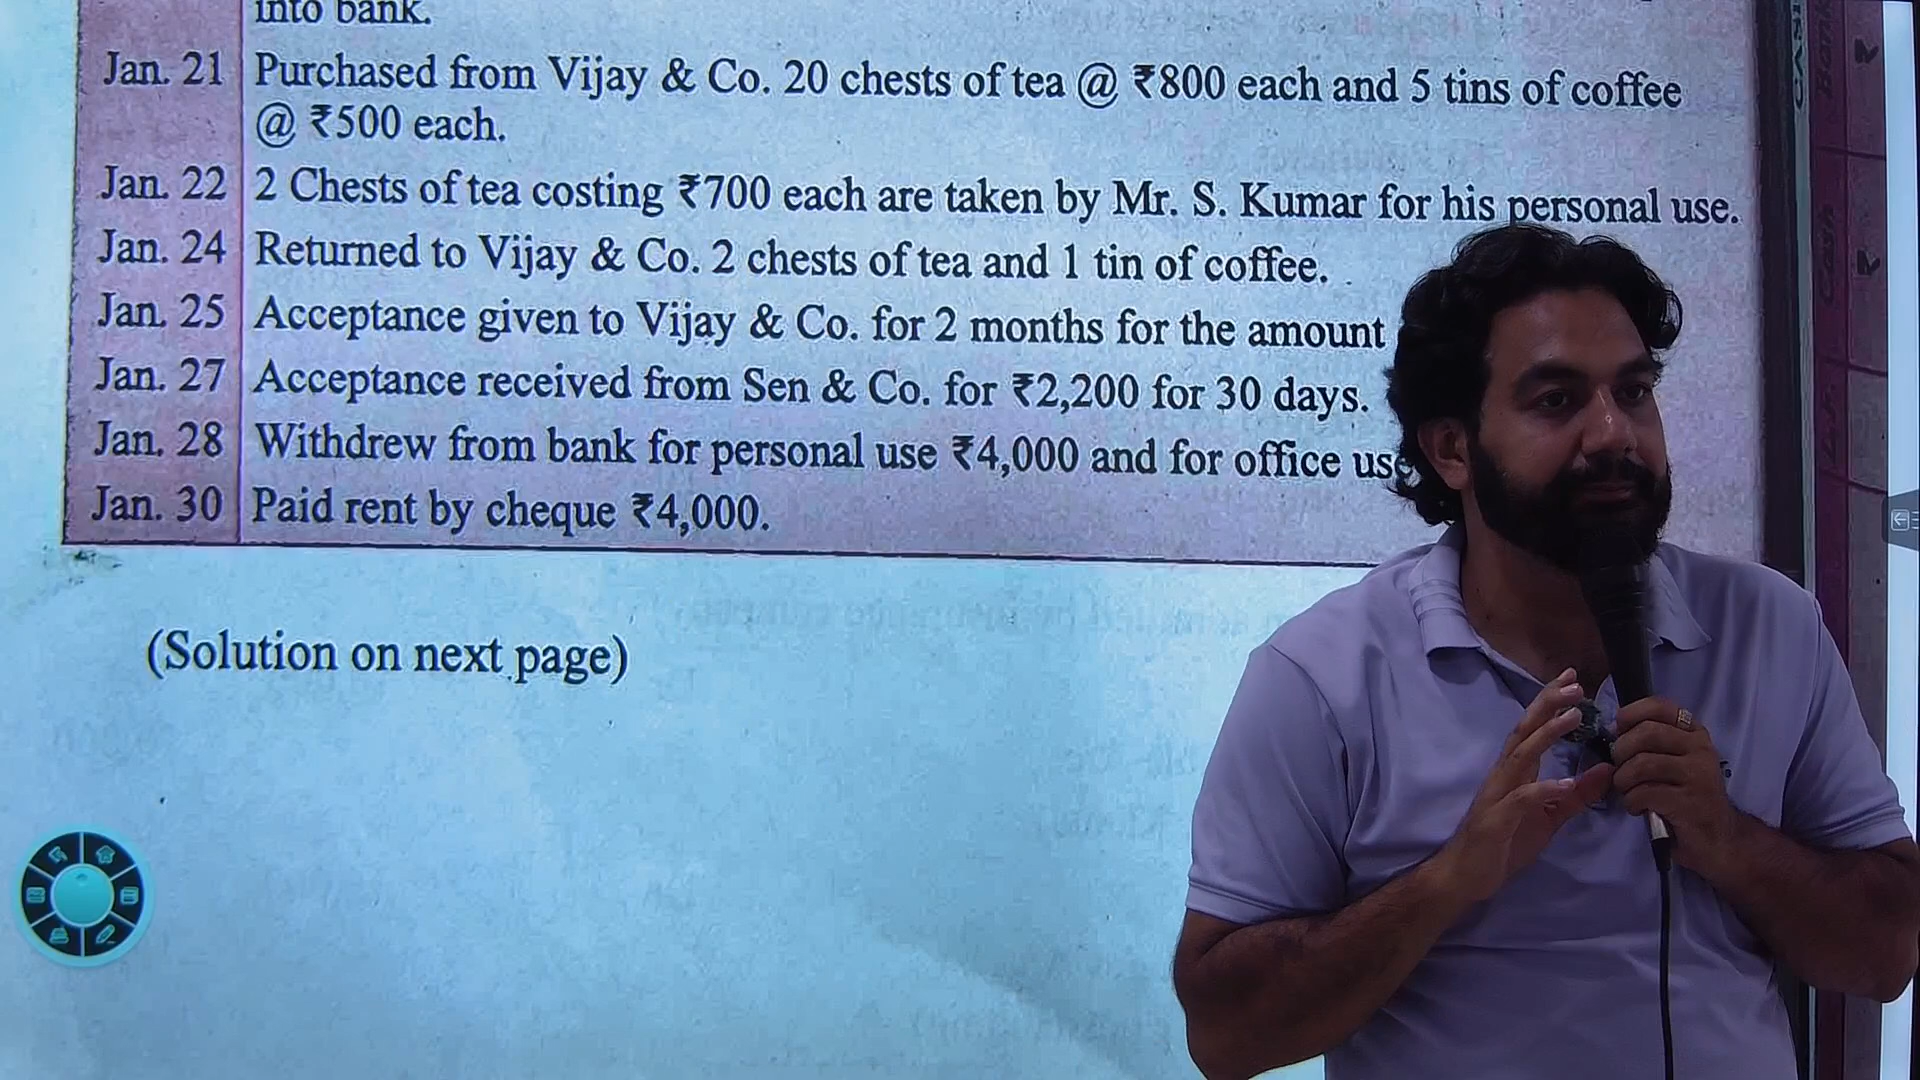 into bank.
Jan. 21 Purchased from Vijay & Co. 20 chests of tea @ ₹800 each and 5 tins of coffee
@ ₹500 each.
Jan. 22 2 Chests of tea costing ₹700 each are taken by Mr. S. Kumar for his personal use.
Jan. 24 Returned to Vijay & Co. 2 chests of tea and 1 tin of coffee.
Jan. 25 Acceptance given to Vijay & Co. for 2 months for the amount
Jan. 27 Acceptance received from Sen & Co. for ₹2,200 for 30 days.
Jan. 28 Withdrew from bank for personal use ₹4,000 and for office use
Jan. 30 Paid rent by cheque ₹4,000.
(Solution on next page)